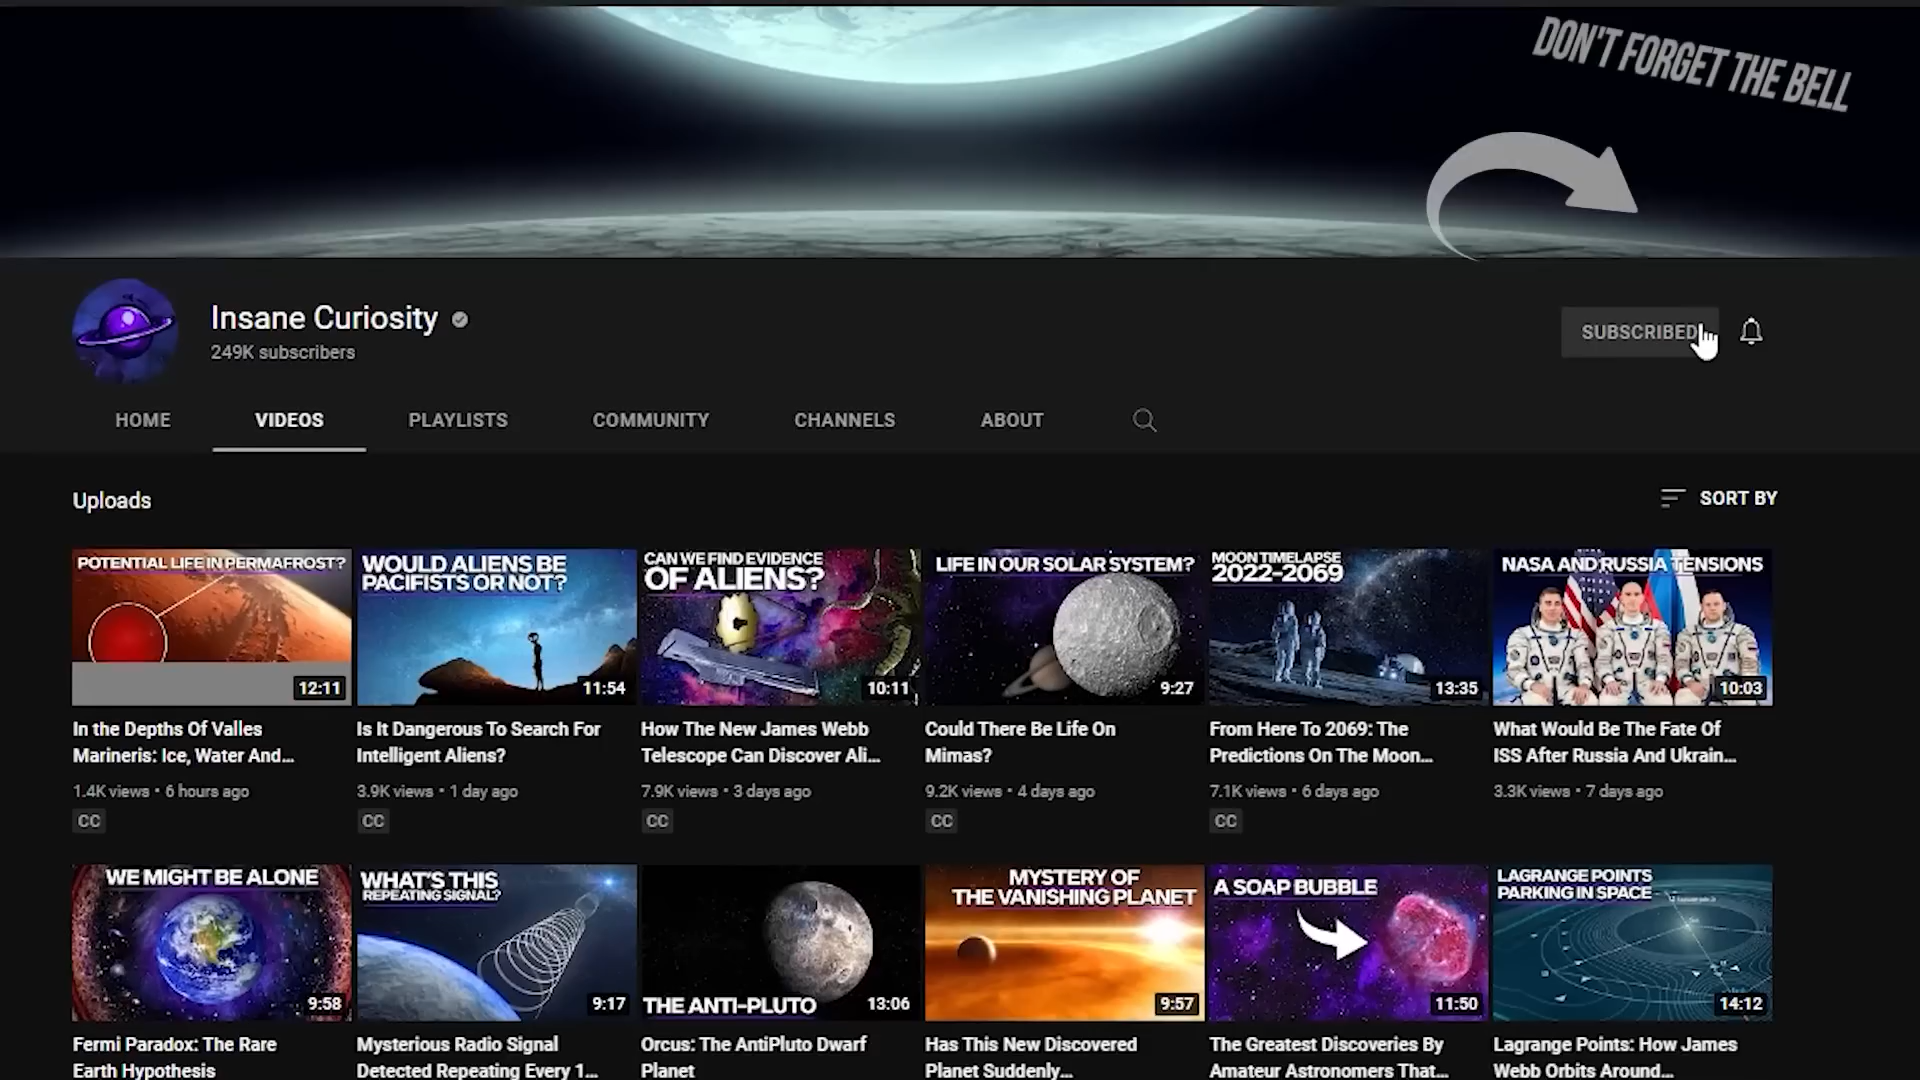 DON'T FORGET THE BELL
Insane Curiosity
249K subscribers
SUBSCRIBED
HOME
VIDEOS
PLAYLISTS
COMMUNITY
CHANNELS
ABOUT
Uploads
SORT BY
POTENTIAL LIFE IN PERMAFROST?
12:11
In the Depths Of Valles
Marineris: Ice, Water And...
1.4K views • 6 hours ago
CC
WOULD ALIENS BE
PACIFISTS OR NOT?
11:54
Is It Dangerous To Search For
Intelligent Aliens?
3.9K views • 1 day ago
CC
CAN WE FIND EVIDENCE
OF ALIENS?
10:11
How The New James Webb
Telescope Can Discover Ali...
7.9K views • 3 days ago
CC
LIFE IN OUR SOLAR SYSTEM?
9:27
Could There Be Life On
Mimas?
9.2K views • 4 days ago
CC
MOON TIMELAPSE
2022-2069
13:35
From Here To 2069: The
Predictions On The Moon...
7.1K views • 6 days ago
CC
NASA AND RUSSIA TENSIONS
10:03
What Would Be The Fate Of
ISS After Russia And Ukrain...
3.3K views • 7 days ago
WE MIGHT BE ALONE
9:58
Fermi Paradox: The Rare
Earth Hypothesis
WHAT'S THIS
REPEATING SIGNAL?
9:17
Mysterious Radio Signal
Detected Repeating Every 1...
THE ANTI-PLUTO
13:06
Orcus: The AntiPluto Dwarf
Planet
MYSTERY OF
THE VANISHING PLANET
9:57
Has This New Discovered
Planet Suddenly...
A SOAP BUBBLE
11:50
The Greatest Discoveries By
Amateur Astronomers That...
LAGRANGE POINTS
PARKING IN SPACE
14:12
Lagrange Points: How James
Webb Orbits Around...